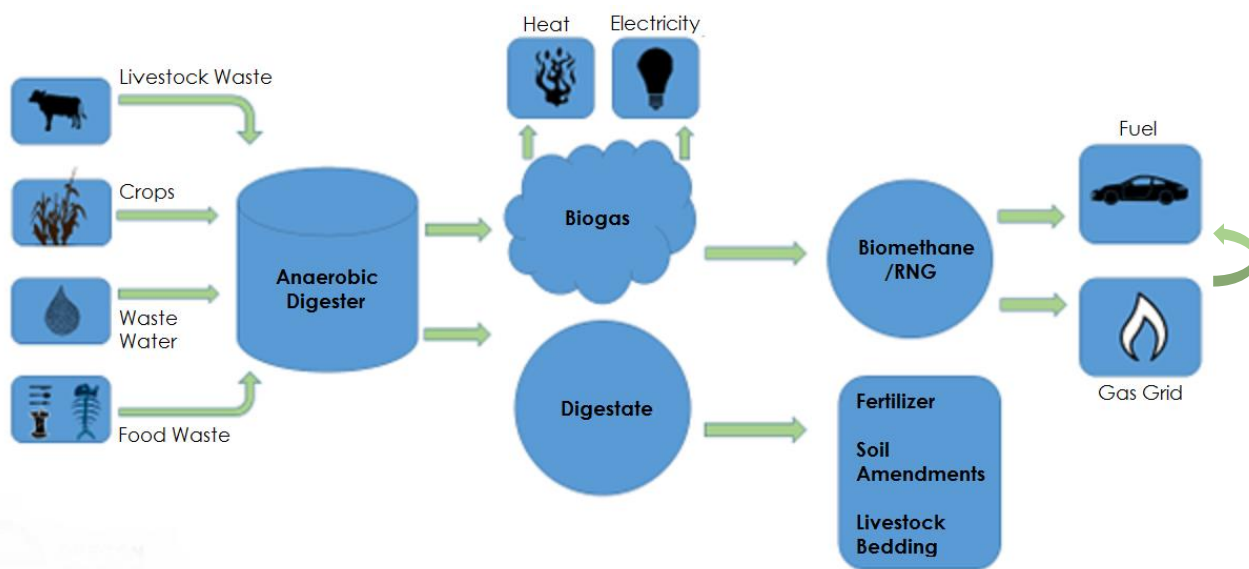 Heat
Electricity
Livestock Waste
Crops
Waste
Water
Food Waste
Anaerobic
Digester
Biogas
Digestate
Biomethane
/RNG
Fuel
Gas Grid
Fertilizer
Soil
Amendments
Livestock
Bedding